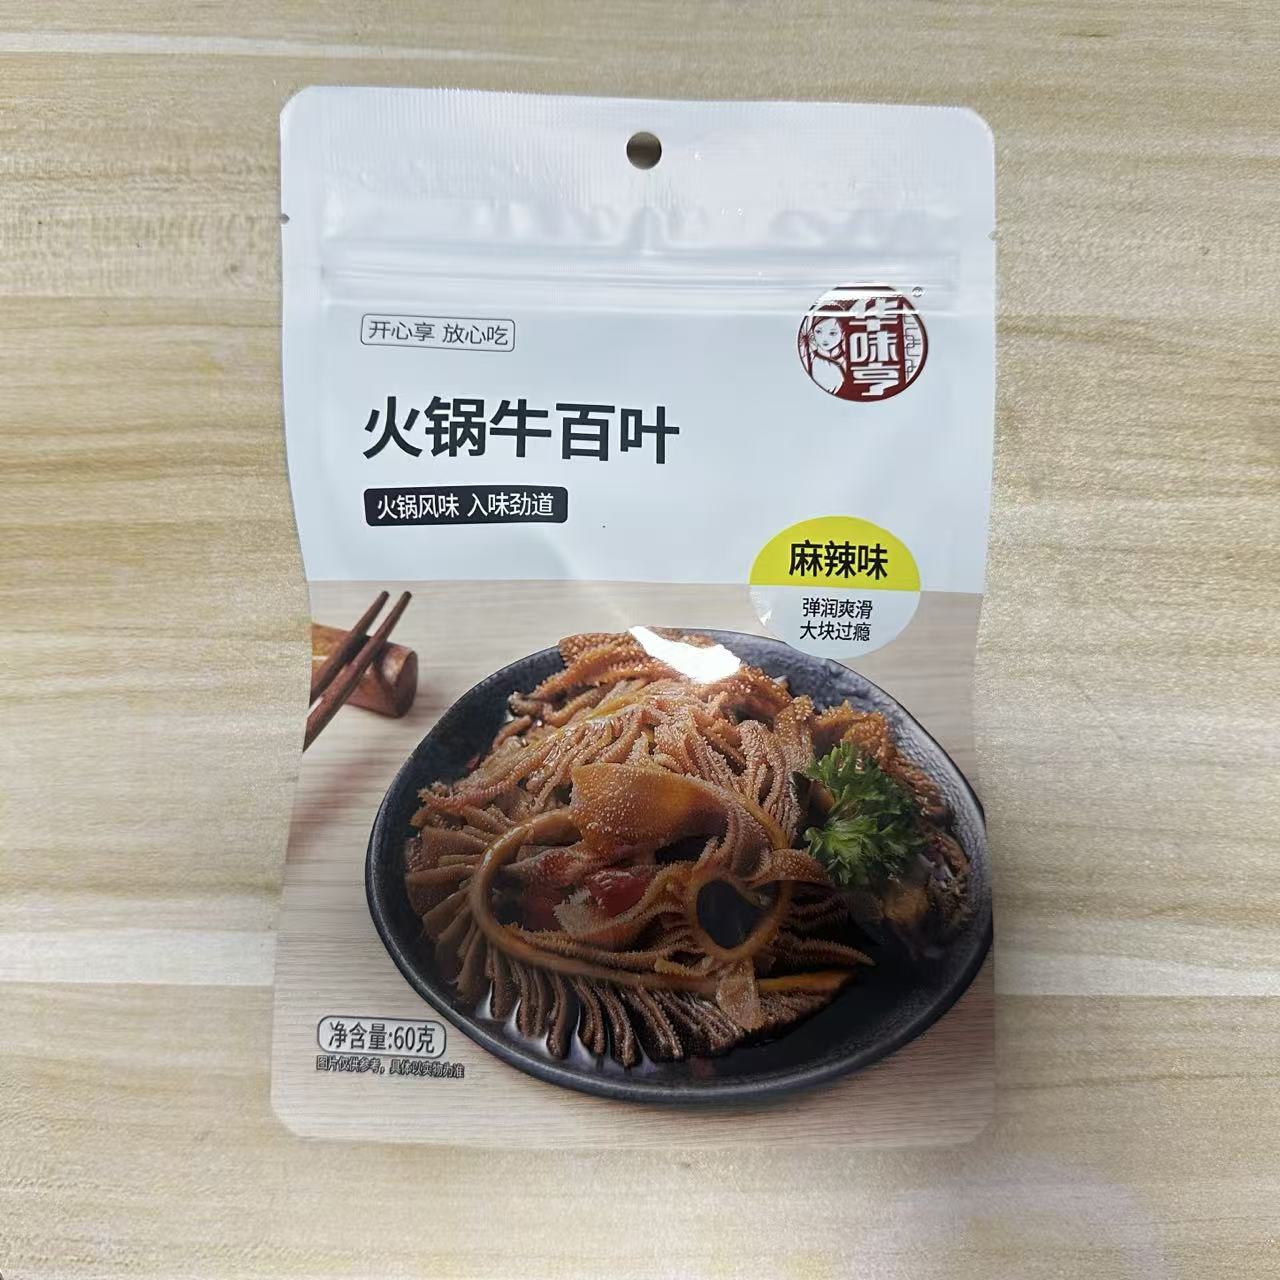 华味亨
开心享 放心吃
火锅牛百叶
火锅风味 入味劲道
麻辣味
弹润爽滑
大块过瘾
净含量:60克
图片仅供参考，具体以实物为准